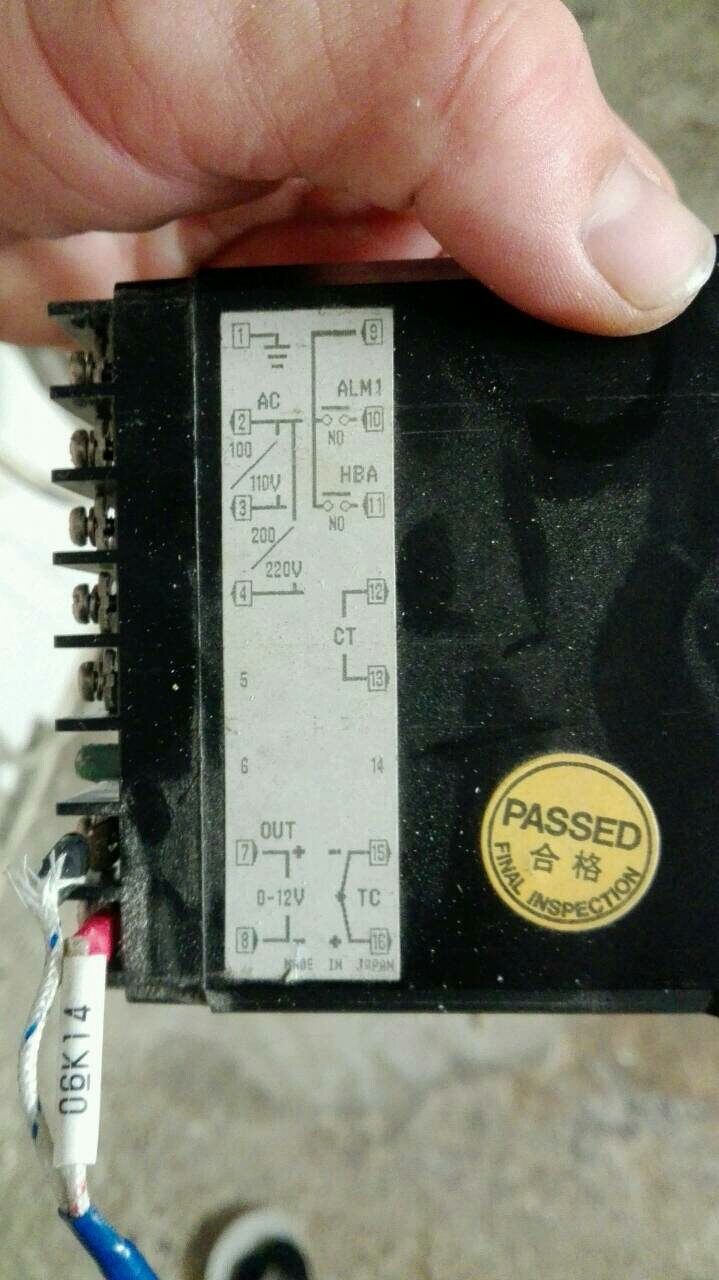 1 9
ALM1
AC
2 10
100
NO
110V
HBA
3 11
NO
200
220V
4 12
CT
5 13
6 14
OUT
7 + - 15
0-12V TC
8 - + 16
MADE IN JAPAN
PASSED
合格
FINAL INSPECTION
06K14